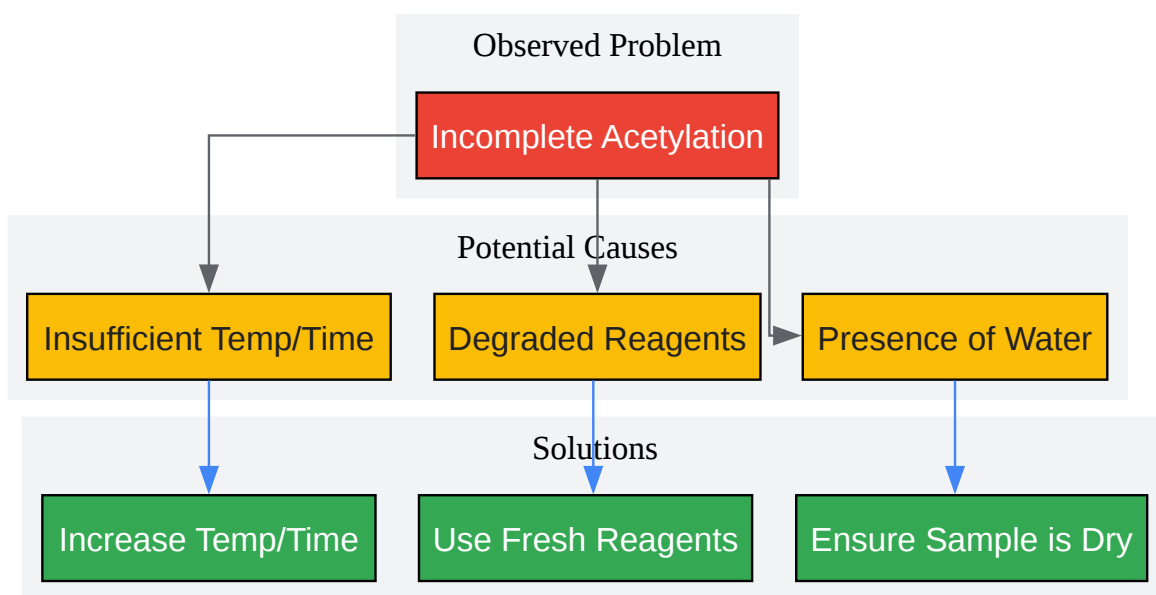 Observed Problem
Incomplete Acetylation
Potential Causes
Insufficient Temp/Time
Degraded Reagents
Presence of Water
Solutions
Increase Temp/Time
Use Fresh Reagents
Ensure Sample is Dry